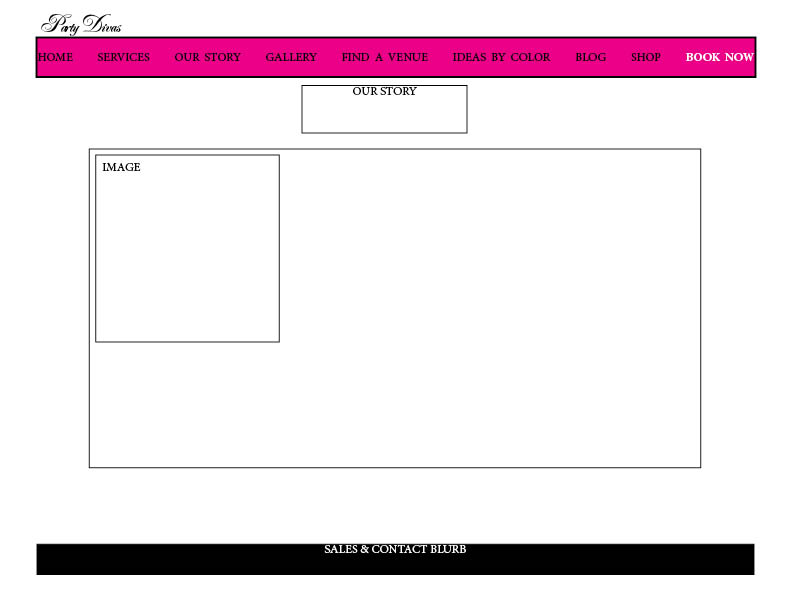 Party Divas
HOME SERVICES OUR STORY GALLERY FIND A VENUE IDEAS BY COLOR BLOG SHOP BOOK NOW
OUR STORY
IMAGE
SALES & CONTACT BLURB